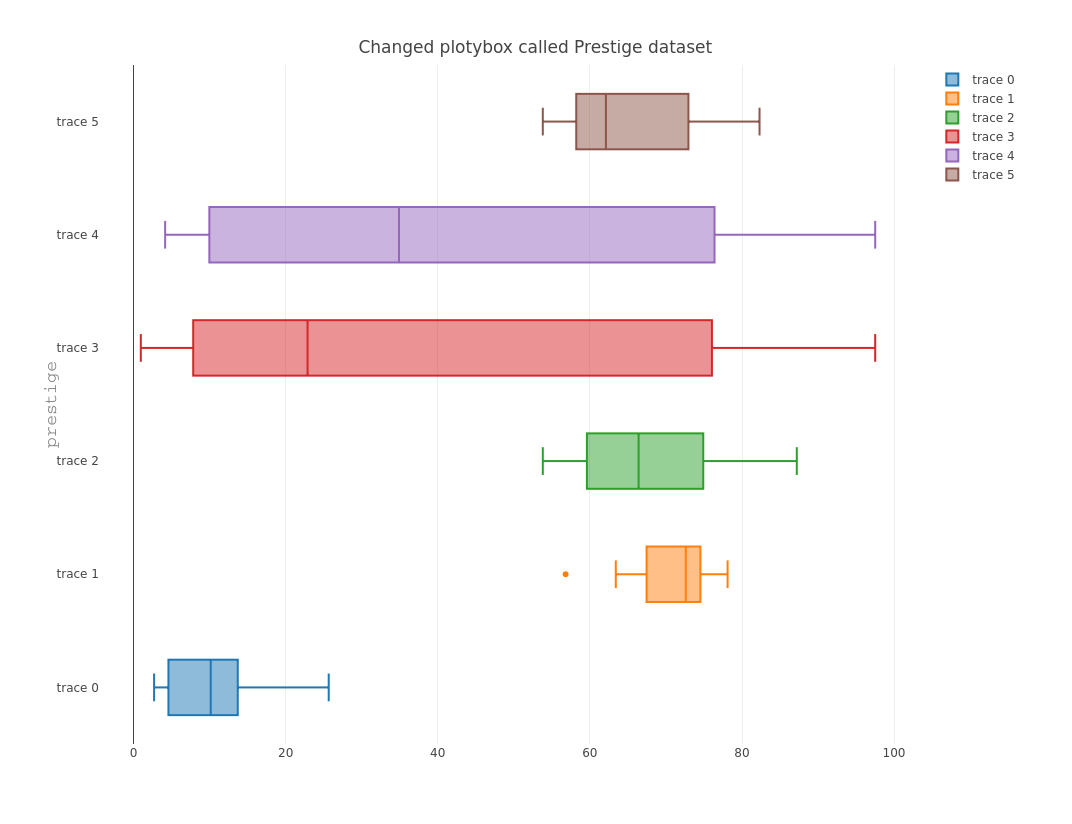 Changed plotybox called Prestige dataset
trace 0
trace 1
trace 2
trace 3
trace 4
trace 5
prestige
trace 5
trace 4
trace 3
trace 2
trace 1
trace 0
0 20 40 60 80 100